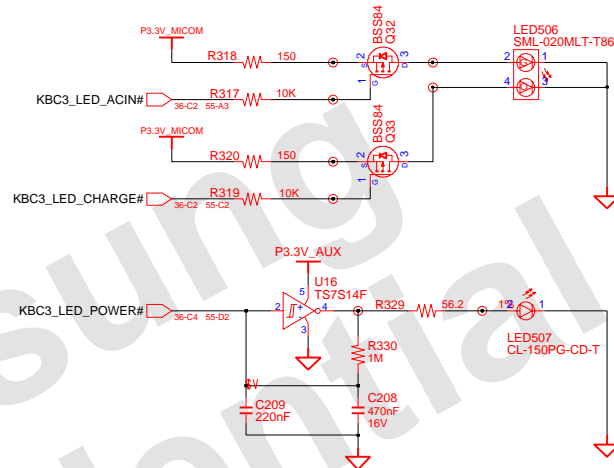 P3.3V_MICOM
BSS84
Q32
LED506
SML-020MLT-T86
R318 150 2 S D 3 2 1
G 1 4 3
KBC3_LED_ACIN# R317 10K
36-C2 55-A3
P3.3V_MICOM
BSS84
Q33
R320 150 2 S D 3
G 1
KBC3_LED_CHARGE# R319 10K
36-C2 55-C2
sung
P3.3V_AUX
U16
TS7S14F
5
KBC3_LED_POWER# 2 + - 4 R329 56.2 1% 2 1
36-C4 55-D2
3
LED507
CL-150PG-CD-T
R330
1M
C209
220nF
C208
470nF
16V
ential